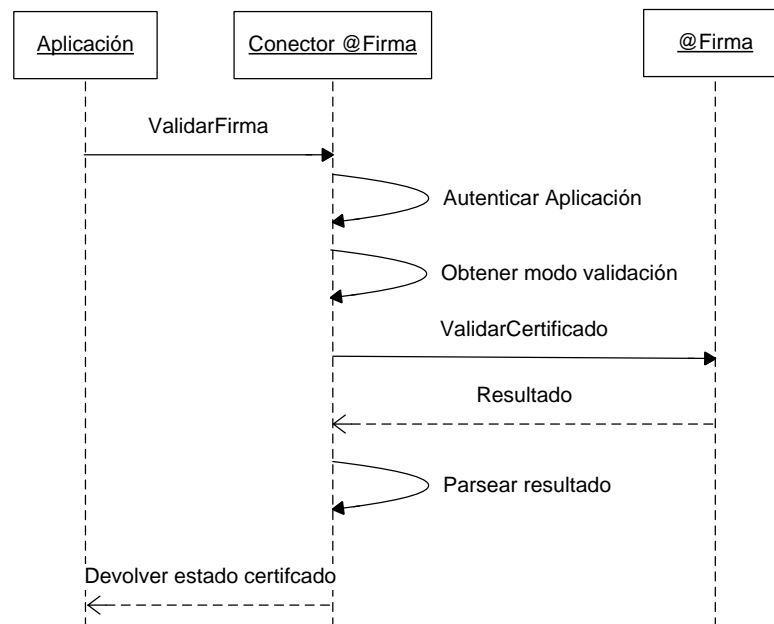 Aplicación
Conector @Firma
@Firma
ValidarFirma
Autenticar Aplicación
Obtener modo validación
ValidarCertificado
Resultado
Parsear resultado
Devolver estado certifcado